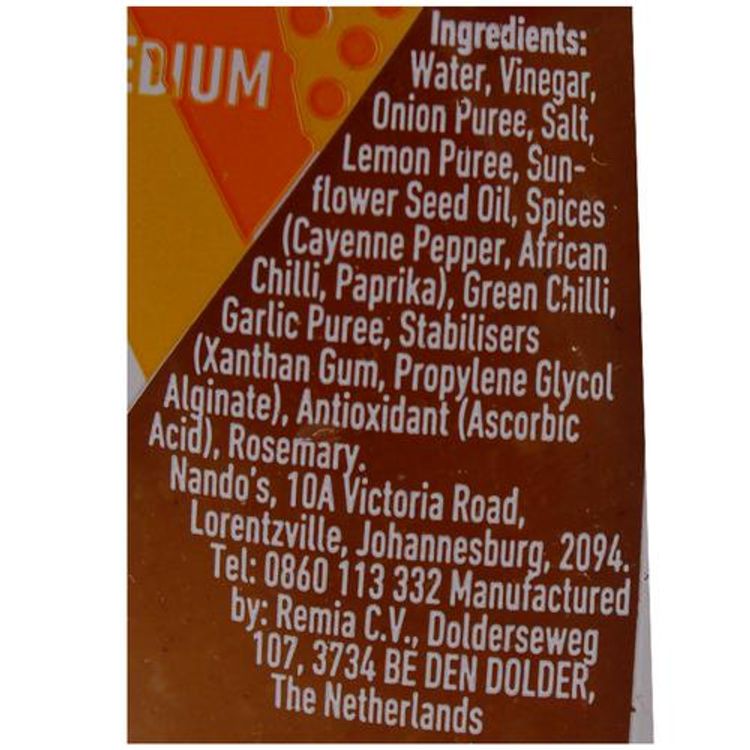 EDIUM
Ingredients:
Water, Vinegar,
Onion Puree, Salt,
Lemon Puree, Sun-
flower Seed Oil, Spices
(Cayenne Pepper, African
Chilli, Paprika), Green Chilli,
Garlic Puree, Stabilisers
(Xanthan Gum, Propylene Glycol
Alginate), Antioxidant (Ascorbic
Acid), Rosemary.
Nando's, 10A Victoria Road,
Lorentzville, Johannesburg, 2094.
Tel: 0860 113 332 Manufactured
by: Remia C.V., Dolderseweg
107, 3734 BE DEN DOLDER,
The Netherlands